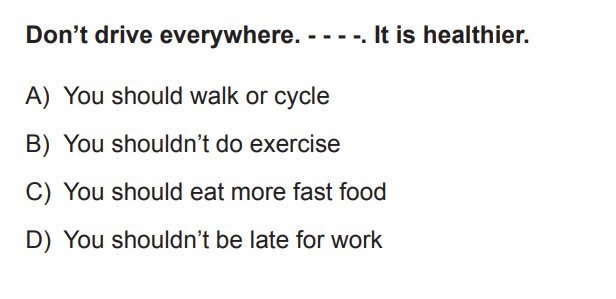 Don’t drive everywhere. - - - -. It is healthier.
A) You should walk or cycle
B) You shouldn’t do exercise
C) You should eat more fast food
D) You shouldn’t be late for work